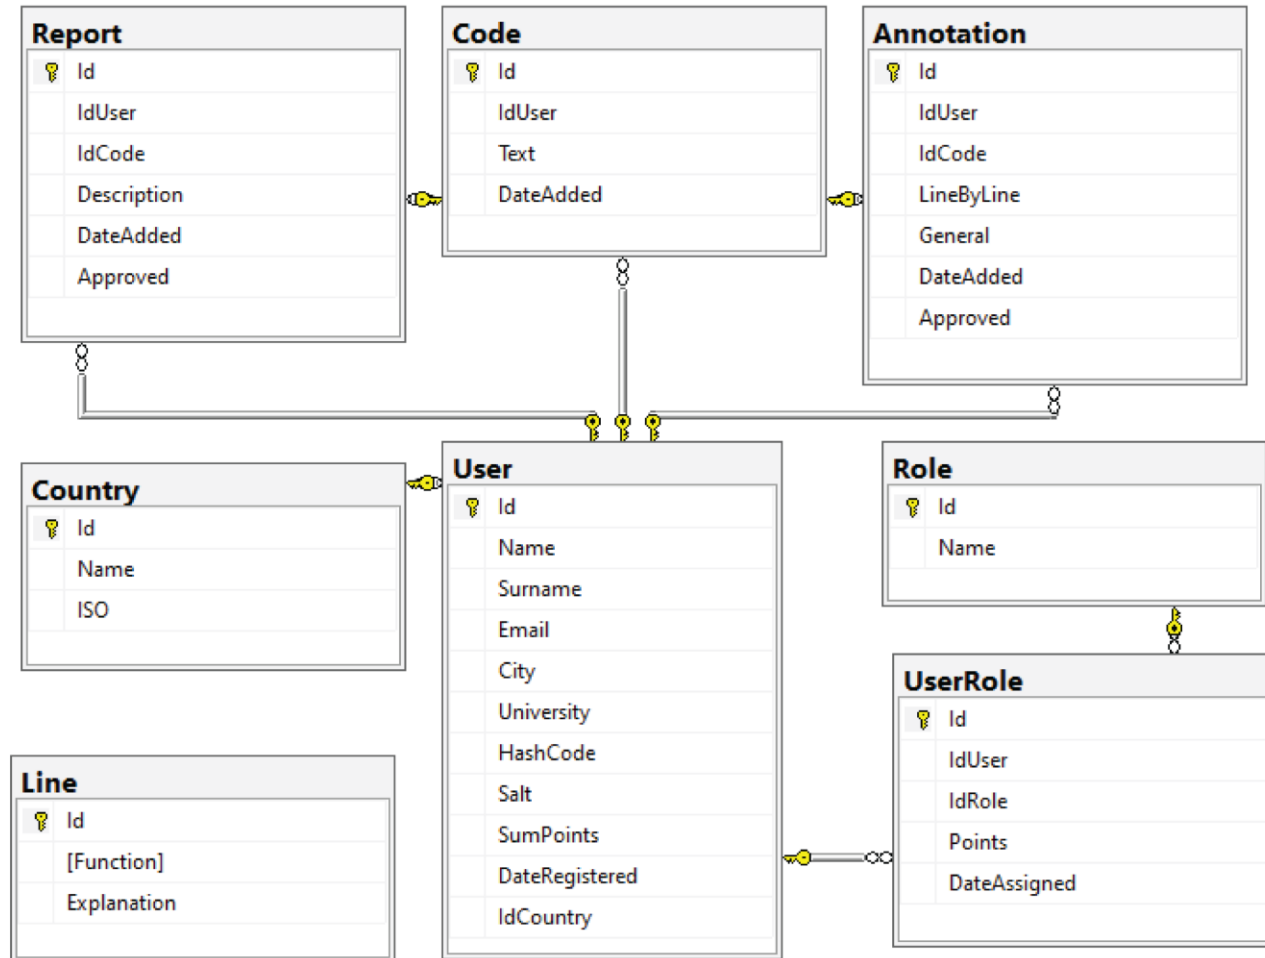 Report
Id
IdUser
IdCode
Description
DateAdded
Approved
Code
Id
IdUser
Text
DateAdded
Annotation
Id
IdUser
IdCode
LineByLine
General
DateAdded
Approved
Country
Id
Name
ISO
User
Id
Name
Surname
Email
City
University
HashCode
Salt
SumPoints
DateRegistered
IdCountry
Role
Id
Name
UserRole
Id
IdUser
IdRole
Points
DateAssigned
Line
Id
[Function]
Explanation